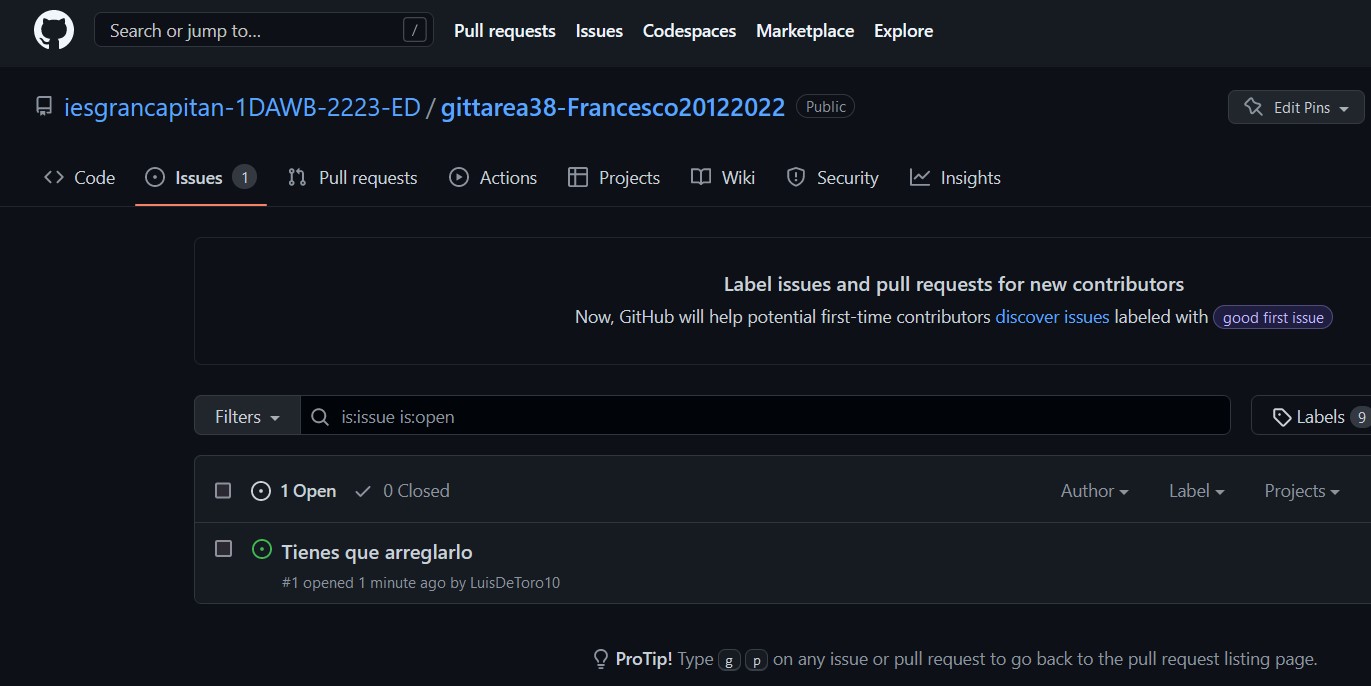 Search or jump to... / Pull requests Issues Codespaces Marketplace Explore
iesgrancapitan-1DAWB-2223-ED / gittarea38-Francesco20122022 Public Edit Pins
Code Issues 1 Pull requests Actions Projects Wiki Security Insights
Label issues and pull requests for new contributors
Now, GitHub will help potential first-time contributors discover issues labeled with good first issue
Filters is:issue is:open Labels 9
1 Open 0 Closed Author Label Projects
Tienes que arreglarlo
#1 opened 1 minute ago by LuisDeToro10
ProTip! Type g p on any issue or pull request to go back to the pull request listing page.